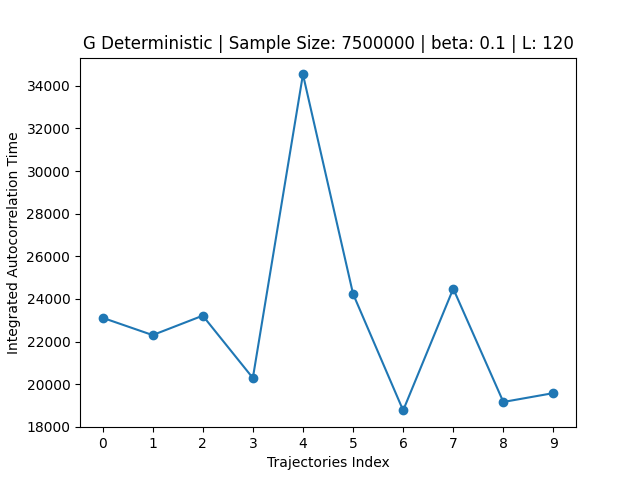 G Deterministic | Sample Size: 7500000 | beta: 0.1 | L: 120
Integrated Autocorrelation Time
34000
32000
30000
28000
26000
24000
22000
20000
18000
0 1 2 3 4 5 6 7 8 9
Trajectories Index